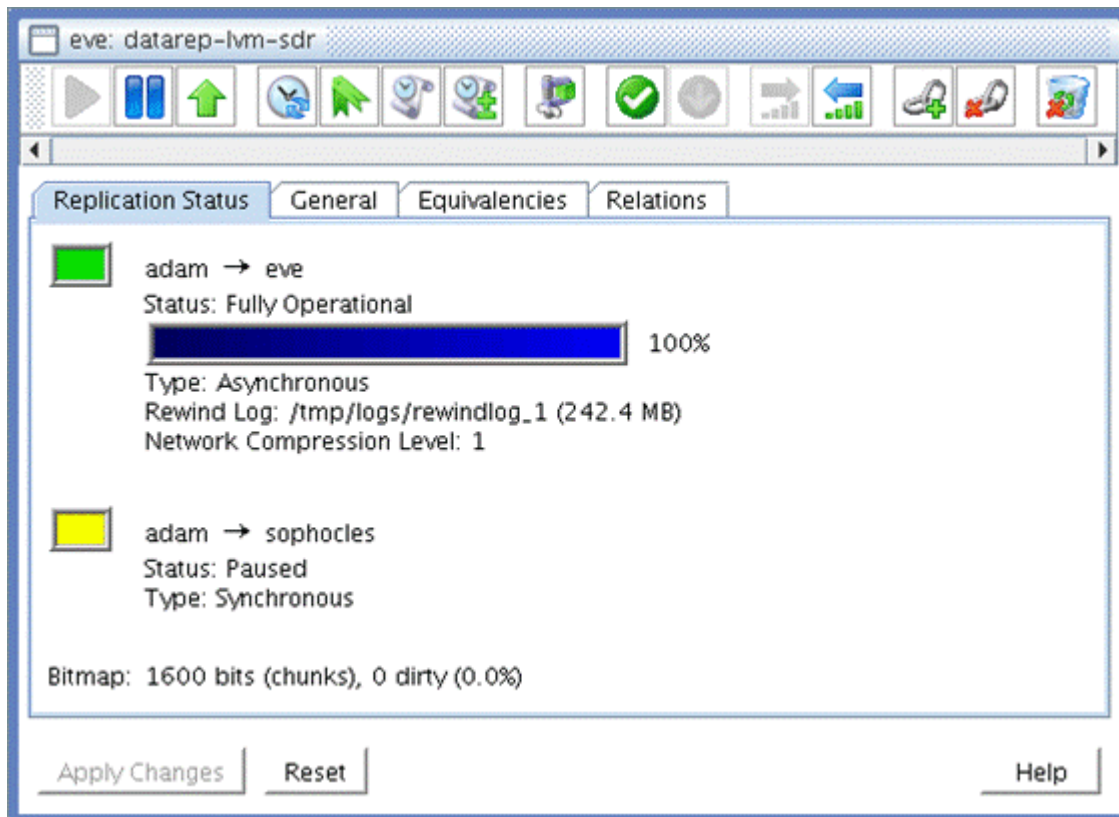 eve: datarep-lvm-sdr
Replication Status General Equivalencies Relations
adam → eve
Status: Fully Operational
100%
Type: Asynchronous
Rewind Log: /tmp/logs/rewindlog_1 (242.4 MB)
Network Compression Level: 1
adam → sophocles
Status: Paused
Type: Synchronous
Bitmap: 1600 bits (chunks), 0 dirty (0.0%)
Apply Changes Reset Help